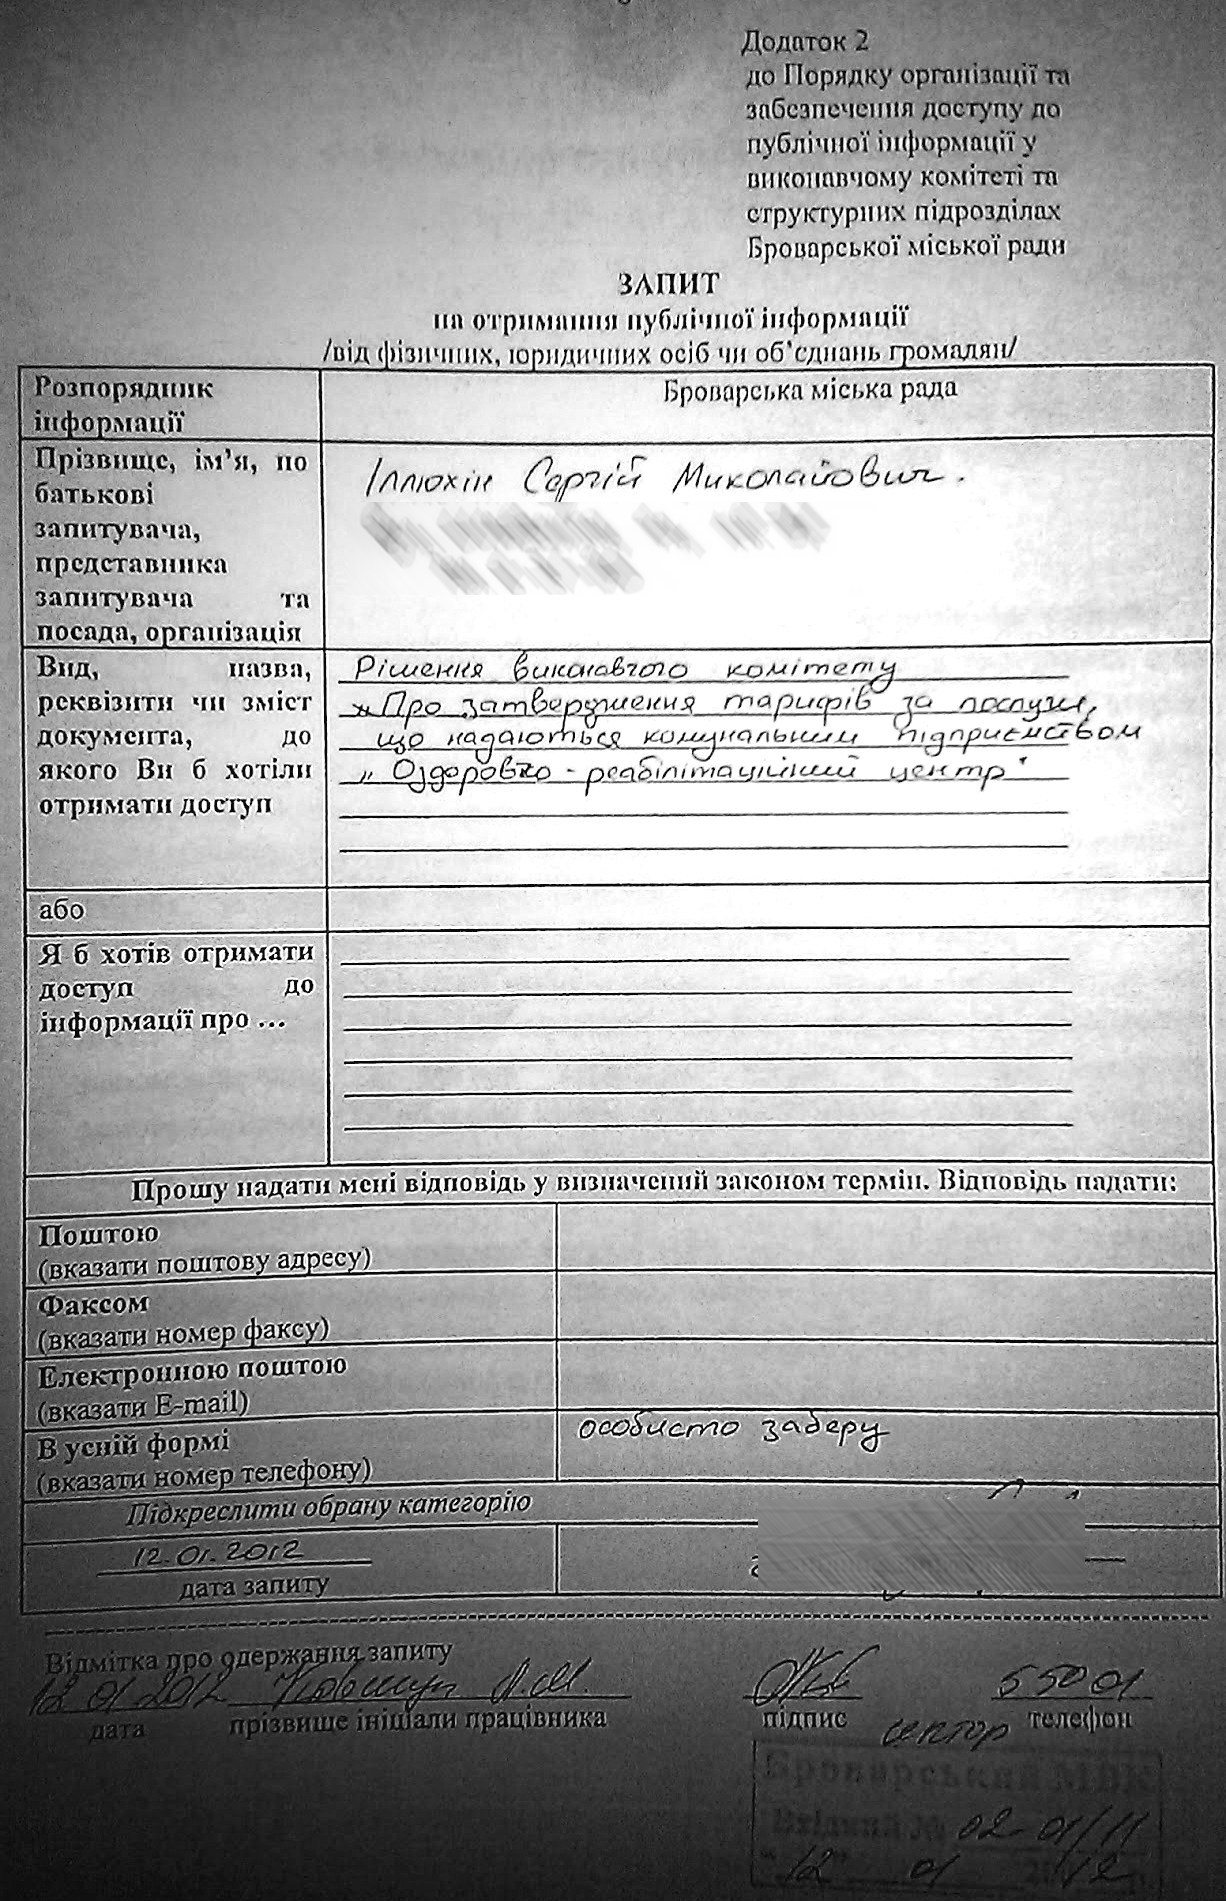 Додаток 2
до Порядку організації та
забезпечення доступу до
публічної інформації у
виконавчому комітеті та
структурних підрозділах
Броварської міської ради
ЗАПИТ
на отримання публічної інформації
/від фізичних, юридичних осіб чи об'єднань громадян/
Розпорядник
інформації
Броварська міська рада
Прізвище, ім'я, по
батькові
запитувача,
представника
запитувача та
посада, організація
Іллюхін Сергій Миколайович.
Вид, назва,
реквізити чи зміст
документа, до
якого Ви б хотіли
отримати доступ
Рішення виконавчого комітету
„Про затвердження тарифів за послуги,
що надаються комунальним підприємством
„Оздоровчо-реабілітаційний центр"
або
Я б хотів отримати
доступ до
інформації про ...
Прошу надати мені відповідь у визначений законом термін. Відповідь надати:
Поштою
(вказати поштову адресу)
Факсом
(вказати номер факсу)
Електронною поштою
(вказати E-mail)
В усній формі
(вказати номер телефону)
особисто заберу
Підкреслити обрану категорію
12.01.2012
дата запиту
Відмітка про одержання запиту
12 01 2012 55001
дата прізвище ініціали працівника підпис телефон
сектор
Броварський МВК
Вхідний № 02-01/11
"12" 01 2012 р.